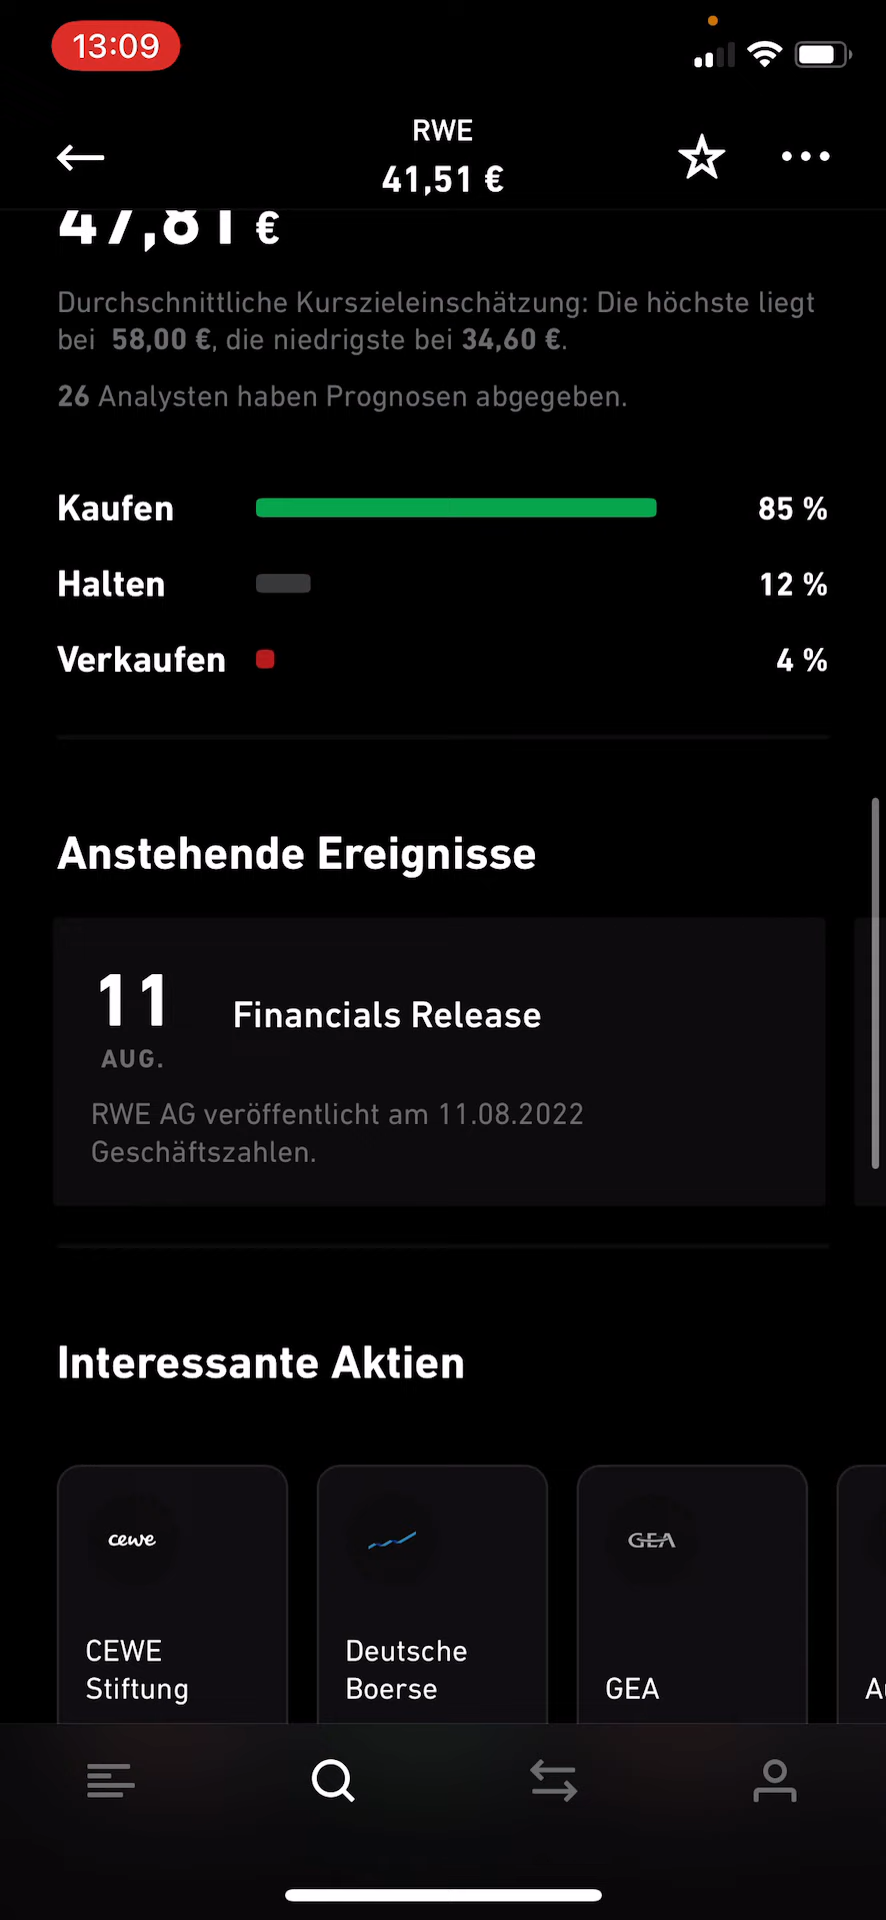 13:09
RWE
41,51 €
47,81 €
Durchschnittliche Kurszieleinschätzung: Die höchste liegt
bei 58,00 €, die niedrigste bei 34,60 €.
26 Analysten haben Prognosen abgegeben.
Kaufen 85 %
Halten 12 %
Verkaufen 4 %
Anstehende Ereignisse
11
AUG.
Financials Release
RWE AG veröffentlicht am 11.08.2022
Geschäftszahlen.
Interessante Aktien
cewe
GEA
CEWE
Stiftung
Deutsche
Boerse
GEA